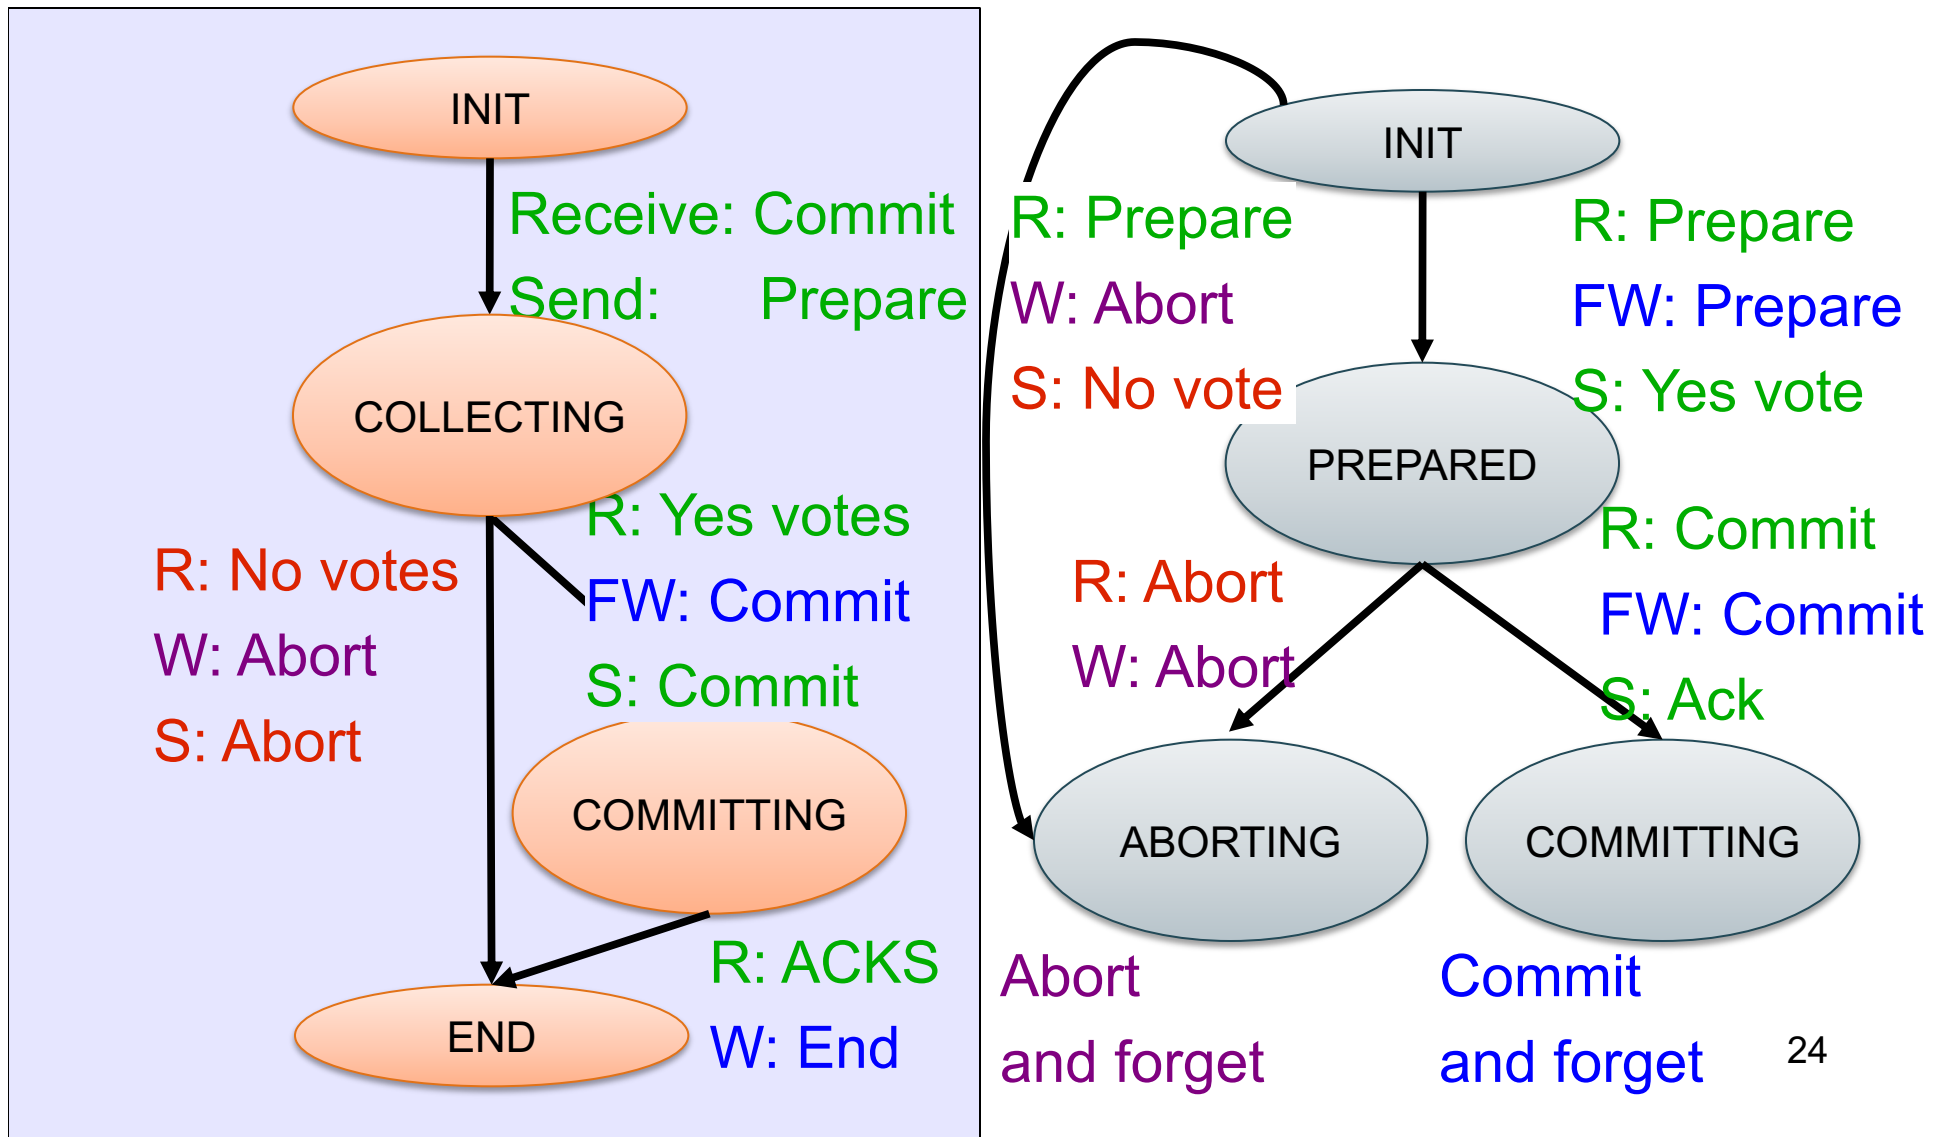 INIT
Receive: Commit
Send: Prepare
COLLECTING
R: Yes votes
FW: Commit
S: Commit
R: No votes
W: Abort
S: Abort
COMMITTING
R: ACKS
W: End
END
INIT
R: Prepare
W: Abort
S: No vote
R: Prepare
FW: Prepare
S: Yes vote
PREPARED
R: Abort
W: Abort
R: Commit
FW: Commit
S: Ack
ABORTING
COMMITTING
Abort
and forget
Commit
and forget
24